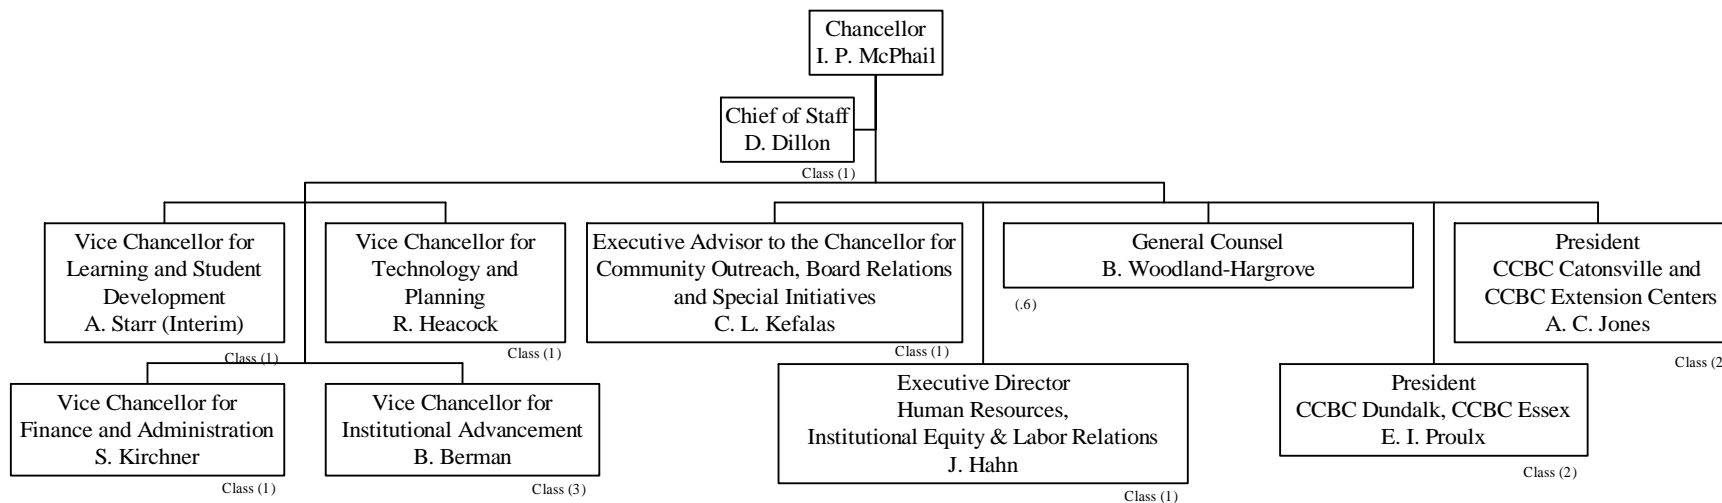 Chancellor
I. P. McPhail
Chief of Staff
D. Dillon
Class (1)
Vice Chancellor for
Learning and Student
Development
A. Starr (Interim)
Class (1)
Vice Chancellor for
Technology and
Planning
R. Heacock
Class (1)
Executive Advisor to the Chancellor for
Community Outreach, Board Relations
and Special Initiatives
C. L. Kefalas
Class (1)
General Counsel
B. Woodland-Hargrove
(.6)
President
CCBC Catonsville and
CCBC Extension Centers
A. C. Jones
Class (2
Vice Chancellor for
Finance and Administration
S. Kirchner
Class (1)
Vice Chancellor for
Institutional Advancement
B. Berman
Class (3)
Executive Director
Human Resources,
Institutional Equity & Labor Relations
J. Hahn
Class (1)
President
CCBC Dundalk, CCBC Essex
E. I. Proulx
Class (2)